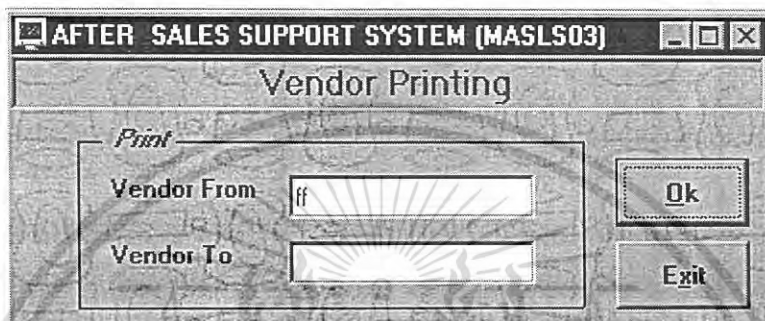 AFTER SALES SUPPORT SYSTEM (MASLS03)
Vendor Printing
Print
Vendor From ff Ok
Vendor To Exit